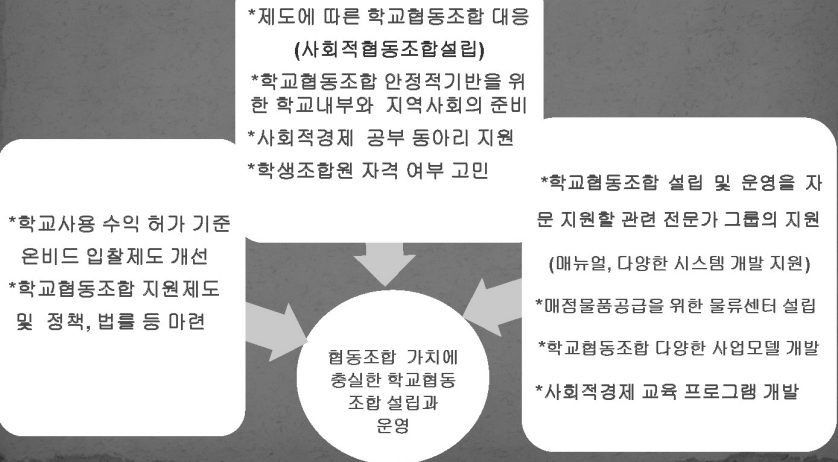 *제도에 따른 학교협동조합 대응
(사회적협동조합설립)
*학교협동조합 안정적기반을 위
한 학교내부와 지역사회의 준비
*사회적경제 공부 동아리 지원
*학생조합원 자격 여부 고민
*학교사용 수익 허가 기준
온비드 입찰제도 개선
*학교협동조합 지원제도
및 정책, 법률 등 마련
*학교협동조합 설립 및 운영을 자
문 지원할 관련 전문가 그룹의 지원
(매뉴얼, 다양한 시스템 개발 지원)
*매점물품공급을 위한 물류센터 설립
*학교협동조합 다양한 사업모델 개발
*사회적경제 교육 프로그램 개발
협동조합 가치에
충실한 학교협동
조합 설립과
운영